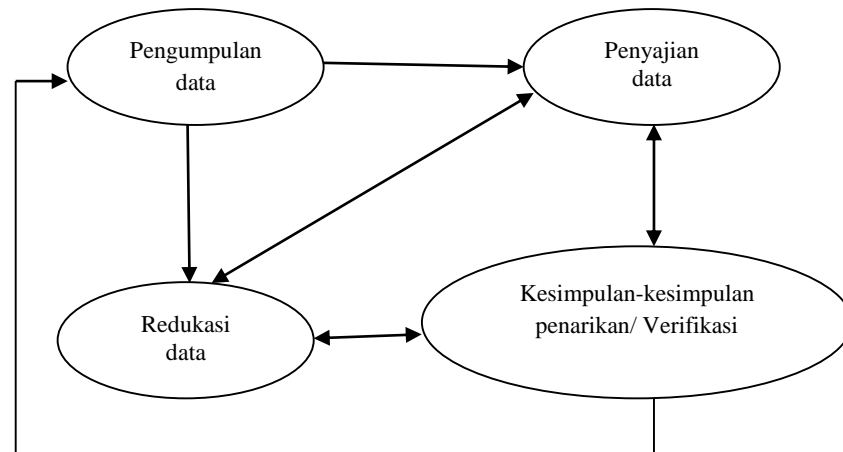 Pengumpulan
data
Penyajian
data
Redukasi
data
Kesimpulan-kesimpulan
penarikan/ Verifikasi